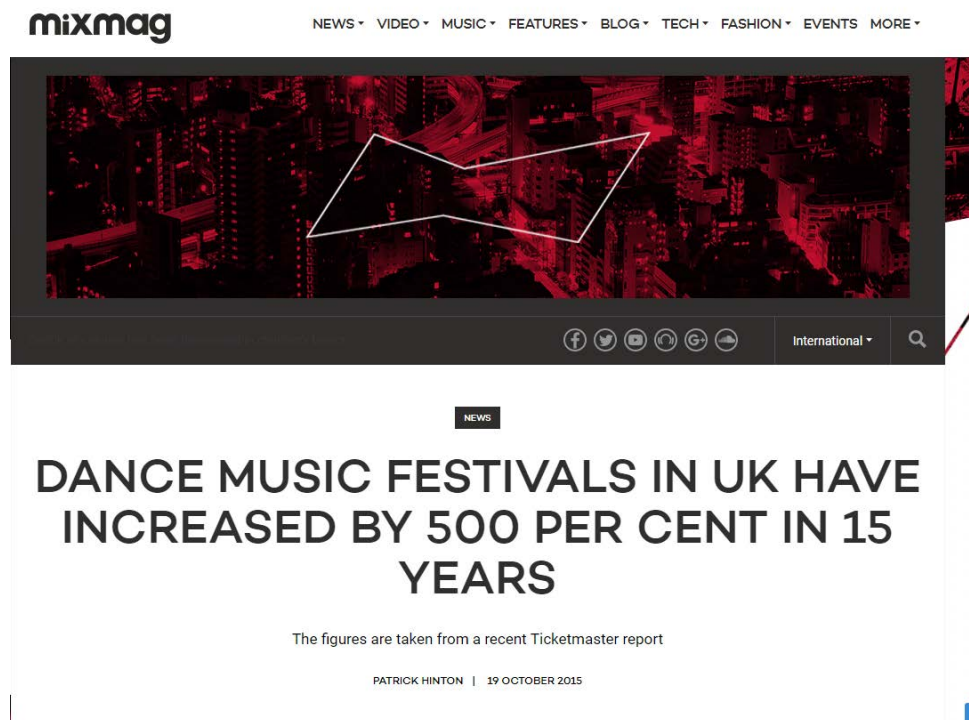 mixmag
NEWS VIDEO MUSIC FEATURES BLOG TECH FASHION EVENTS MORE
International
NEWS
DANCE MUSIC FESTIVALS IN UK HAVE
INCREASED BY 500 PER CENT IN 15
YEARS
The figures are taken from a recent Ticketmaster report
PATRICK HINTON | 19 OCTOBER 2015